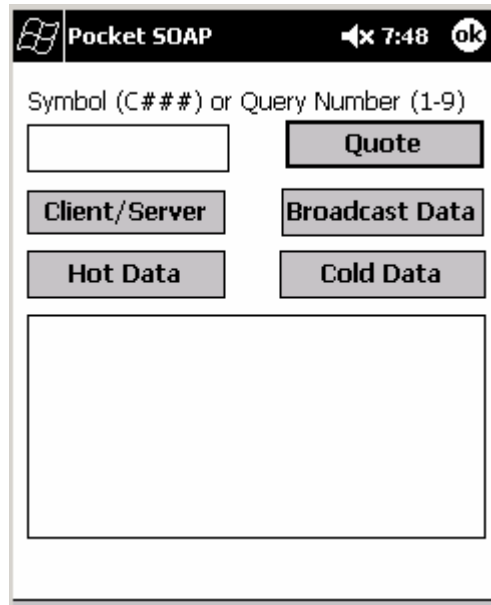 Pocket SOAP 7:48 ok
Symbol (C###) or Query Number (1-9)
Quote
Client/Server Broadcast Data
Hot Data Cold Data